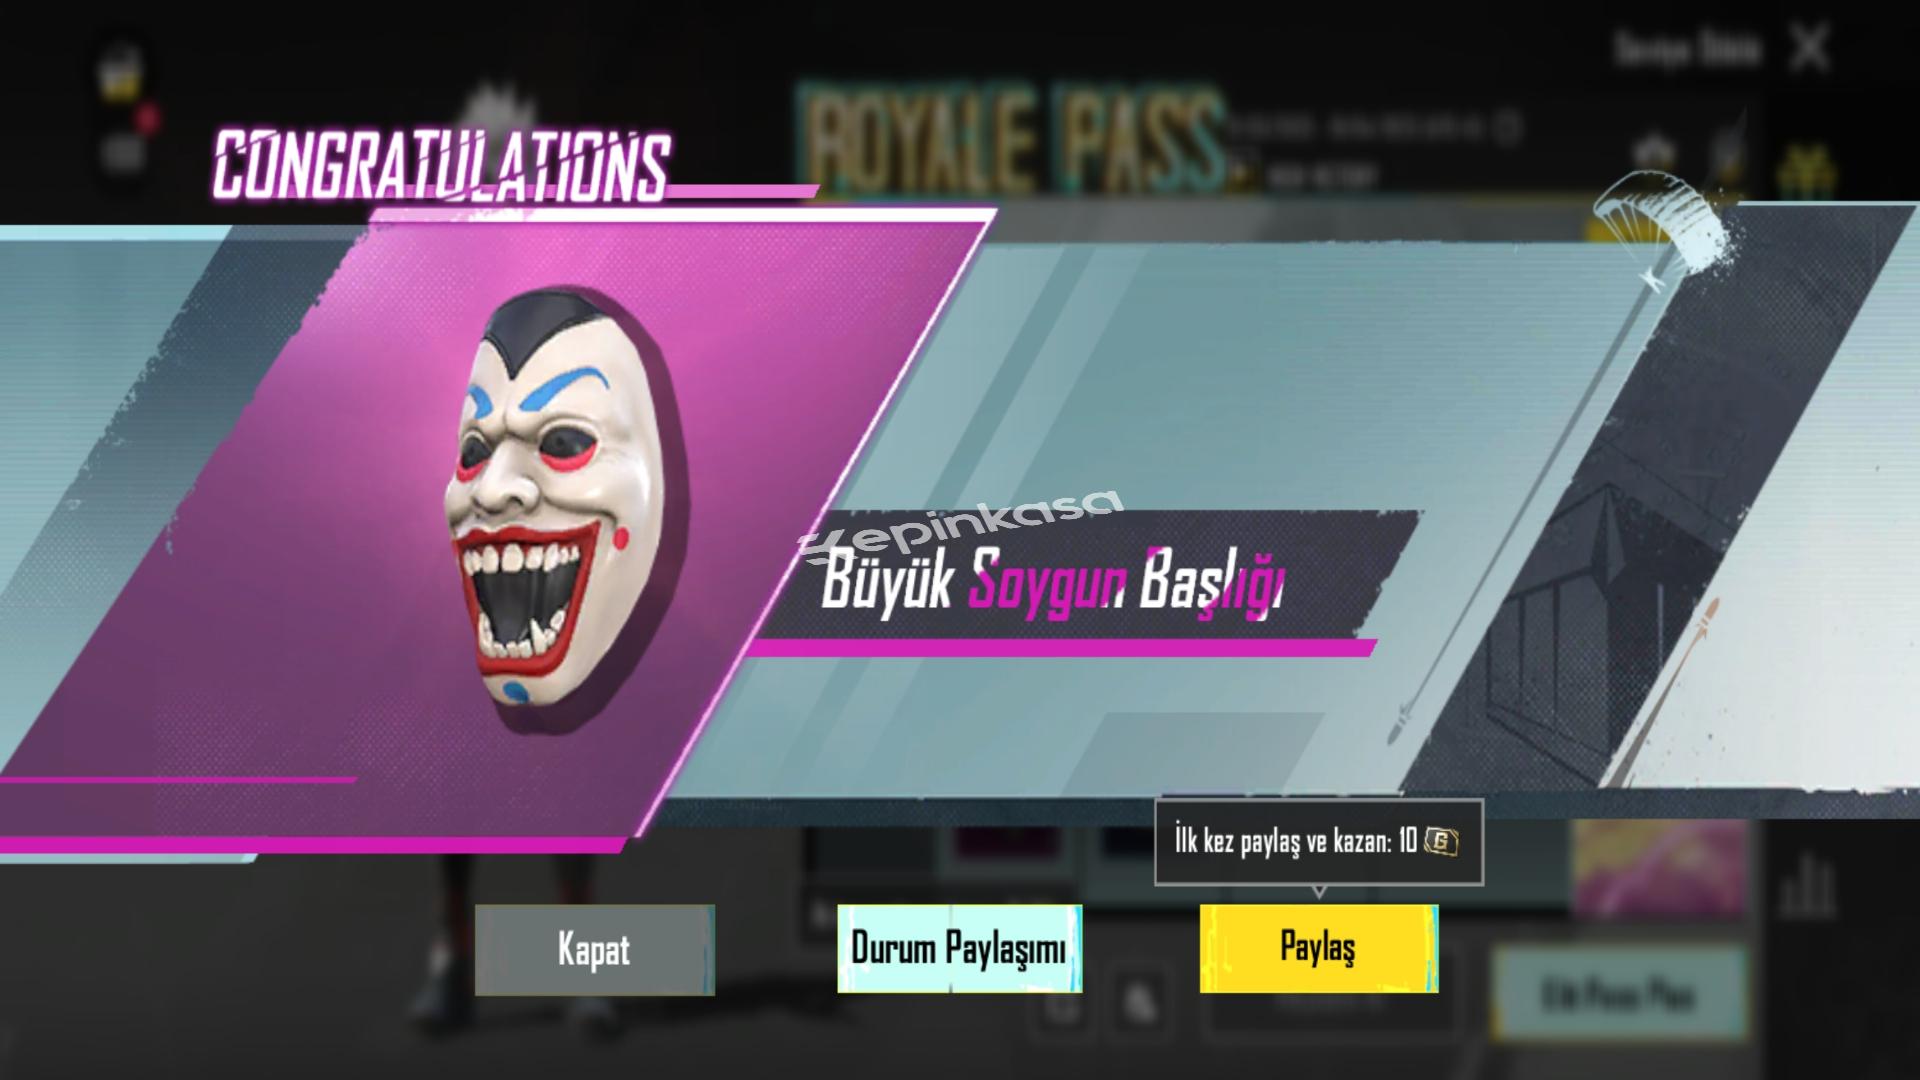 ROYALE PASS
CONGRATULATIONS
epinkasa
Büyük Soygun Başlığı
İlk kez paylaş ve kazan: 10 G
Kapat
Durum Paylaşımı
Paylaş